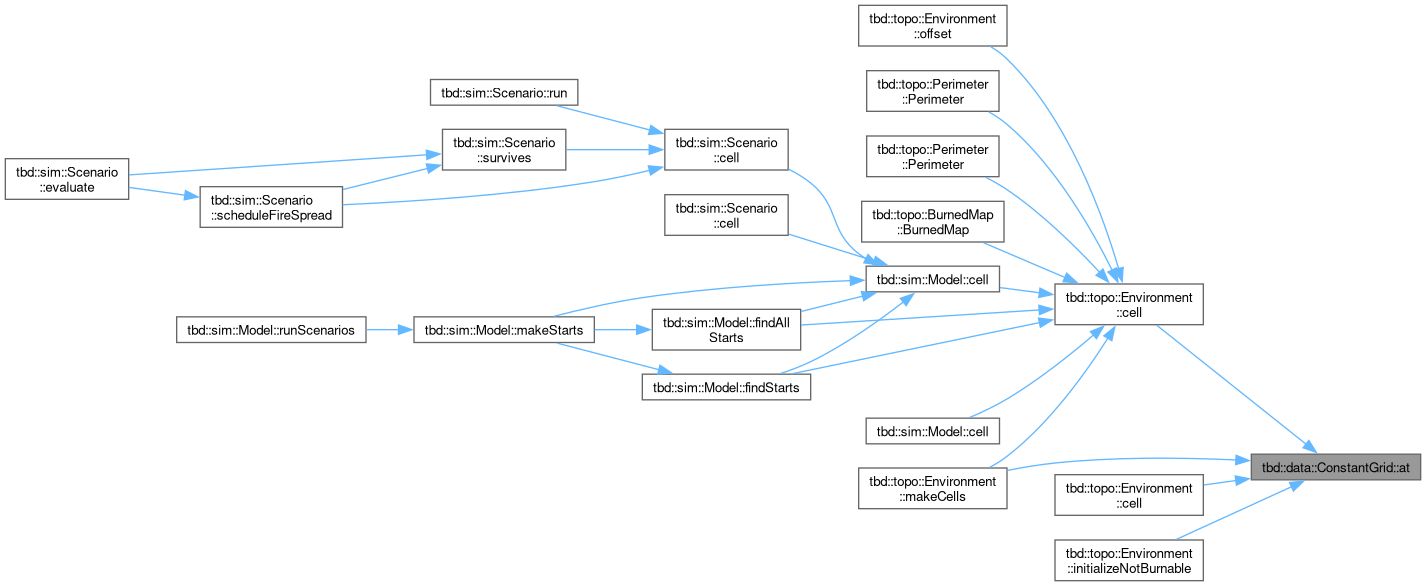 tbd::topo::Environment
::offset
tbd::topo::Perimeter
::Perimeter
tbd::sim::Scenario::run
tbd::sim::Scenario
::survives
tbd::sim::Scenario
::cell
tbd::topo::Perimeter
::Perimeter
tbd::sim::Scenario
::evaluate
tbd::sim::Scenario
::scheduleFireSpread
tbd::sim::Scenario
::cell
tbd::topo::BurnedMap
::BurnedMap
tbd::sim::Model::cell
tbd::topo::Environment
::cell
tbd::sim::Model::runScenarios
tbd::sim::Model::makeStarts
tbd::sim::Model::findAll
Starts
tbd::sim::Model::findStarts
tbd::sim::Model::cell
tbd::data::ConstantGrid::at
tbd::topo::Environment
::makeCells
tbd::topo::Environment
::cell
tbd::topo::Environment
::initializeNotBurnable